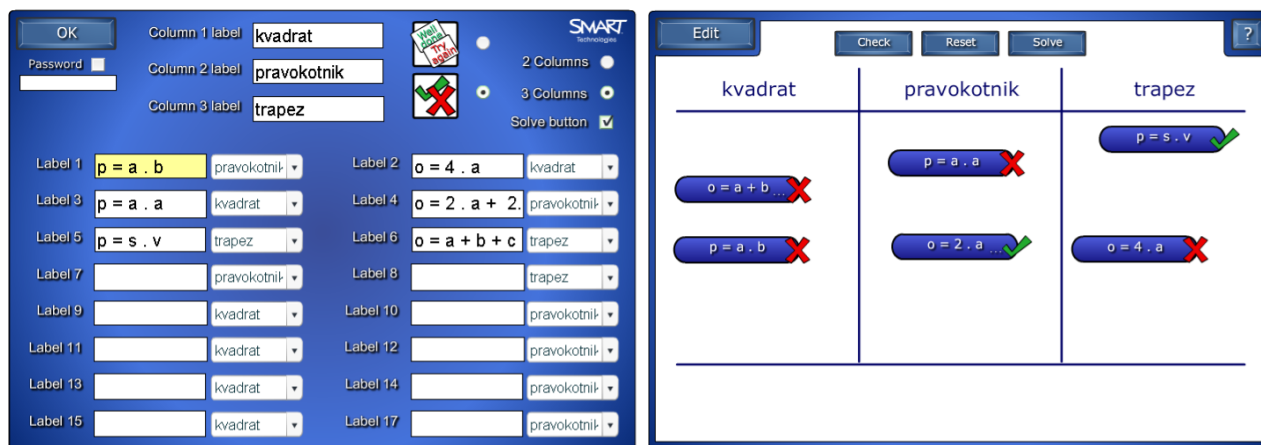 OK
Password
Column 1 label kvadrat
Column 2 label pravokotnik
Column 3 label trapez
Well done
Try again
SMART
Technologies
2 Columns
3 Columns
Solve button
Label 1 p = a . b pravokotnik
Label 2 o = 4 . a kvadrat
Label 3 p = a . a kvadrat
Label 4 o = 2 . a + 2. pravokotnik
Label 5 p = s . v trapez
Label 6 o = a + b + c trapez
Label 7 pravokotnik
Label 8 trapez
Label 9 kvadrat
Label 10 pravokotnik
Label 11 kvadrat
Label 12 pravokotnik
Label 13 kvadrat
Label 14 pravokotnik
Label 15 kvadrat
Label 17 pravokotnik
Edit
Check Reset Solve
?
kvadrat pravokotnik trapez
p = s . v
p = a . a
o = a + b ...
p = a . b
o = 2 . a ...
o = 4 . a